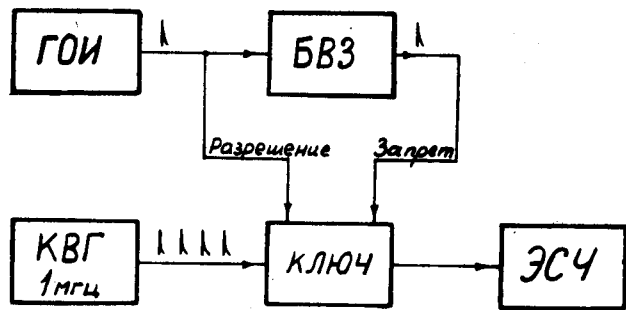 ГОИ
БВЗ
Разрешение
Запрет
КВГ
1мгц
КЛЮЧ
ЭСЧ